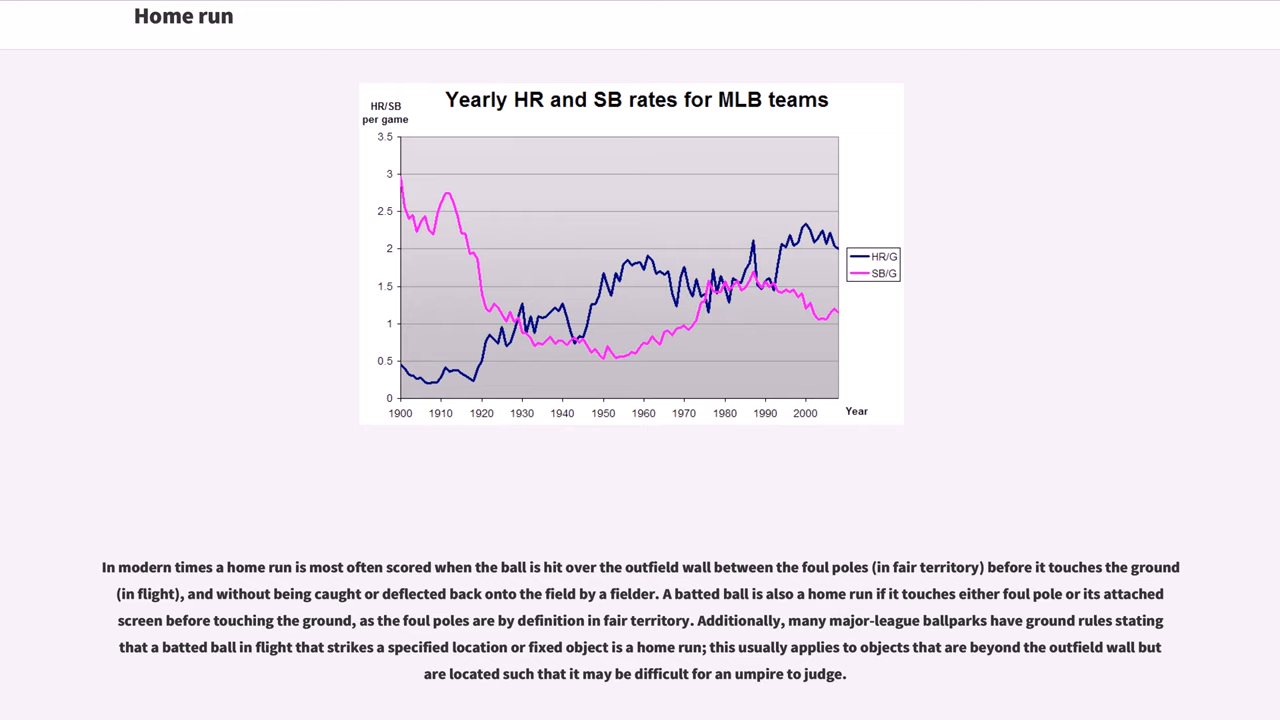 Home run
Yearly HR and SB rates for MLB teams
HR/SB
per game
3.5
3
2.5
2
1.5
1
0.5
0
1900 1910 1920 1930 1940 1950 1960 1970 1980 1990 2000
Year
HR/G
SB/G
In modern times a home run is most often scored when the ball is hit over the outfield wall between the foul poles (in fair territory) before it touches the ground
(in flight), and without being caught or deflected back onto the field by a fielder. A batted ball is also a home run if it touches either foul pole or its attached
screen before touching the ground, as the foul poles are by definition in fair territory. Additionally, many major-league ballparks have ground rules stating
that a batted ball in flight that strikes a specified location or fixed object is a home run; this usually applies to objects that are beyond the outfield wall but
are located such that it may be difficult for an umpire to judge.